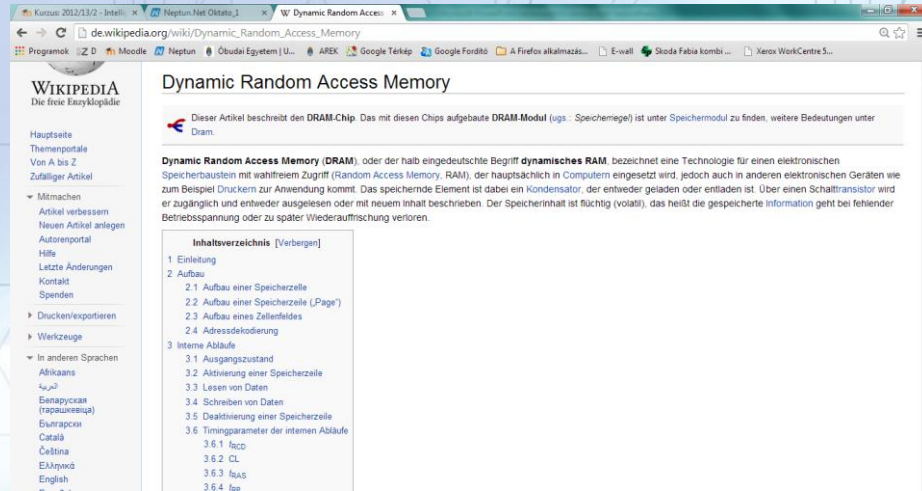 Kurzusi 2012/13/2 - Intelli
Neptun.Net Oktato_1
Dynamic Random Access
de.wikipedia.org/wiki/Dynamic_Random_Access_Memory
Programok
Z D
Moodle
Neptun
Óbudai Egyetem | U...
AREK
Google Térkép
Google Fordító
A Firefox alkalmazás...
E-wall
Skoda Fabia kombi ...
Xerox WorkCentre 5...
WIKIPEDIA
Die freie Enzyklopädie
Hauptseite
Themenportale
Von A bis Z
Zufälliger Artikel
Mitmachen
Artikel verbessern
Neuen Artikel anlegen
Autorenportal
Hilfe
Letzte Änderungen
Kontakt
Spenden
Drucken/exportieren
Werkzeuge
In anderen Sprachen
Afrikaans
العربية
Беларуская
(тарашкевіца)
Български
Català
Čeština
Ελληνικά
English
Dynamic Random Access Memory
Dieser Artikel beschreibt den DRAM-Chip. Das mit diesen Chips aufgebaute DRAM-Modul (ugs.: Speicherriegel) ist unter Speichermodul zu finden, weitere Bedeutungen unter
Dram.
Dynamic Random Access Memory (DRAM), oder der halb eingedeutschte Begriff dynamisches RAM, bezeichnet eine Technologie für einen elektronischen
Speicherbaustein mit wahlfreiem Zugriff (Random Access Memory, RAM), der hauptsächlich in Computern eingesetzt wird, jedoch auch in anderen elektronischen Geräten wie
zum Beispiel Druckern zur Anwendung kommt. Das speichernde Element ist dabei ein Kondensator, der entweder geladen oder entladen ist. Über einen Schalttransistor wird
er zugänglich und entweder ausgelesen oder mit neuem Inhalt beschrieben. Der Speicherinhalt ist flüchtig (volatil), das heißt die gespeicherte Information geht bei fehlender
Betriebsspannung oder zu später Wiederauffrischung verloren.
Inhaltsverzeichnis [Verbergen]
1 Einleitung
2 Aufbau
2.1 Aufbau einer Speicherzelle
2.2 Aufbau einer Speicherzeile („Page“)
2.3 Aufbau eines Zellenfeldes
2.4 Adressdekodierung
3 Interne Abläufe
3.1 Ausgangszustand
3.2 Aktivierung einer Speicherzeile
3.3 Lesen von Daten
3.4 Schreiben von Daten
3.5 Deaktivierung einer Speicherzeile
3.6 Timingparameter der internen Abläufe
3.6.1 tRCD
3.6.2 CL
3.6.3 tRAS
3.6.4 tRP